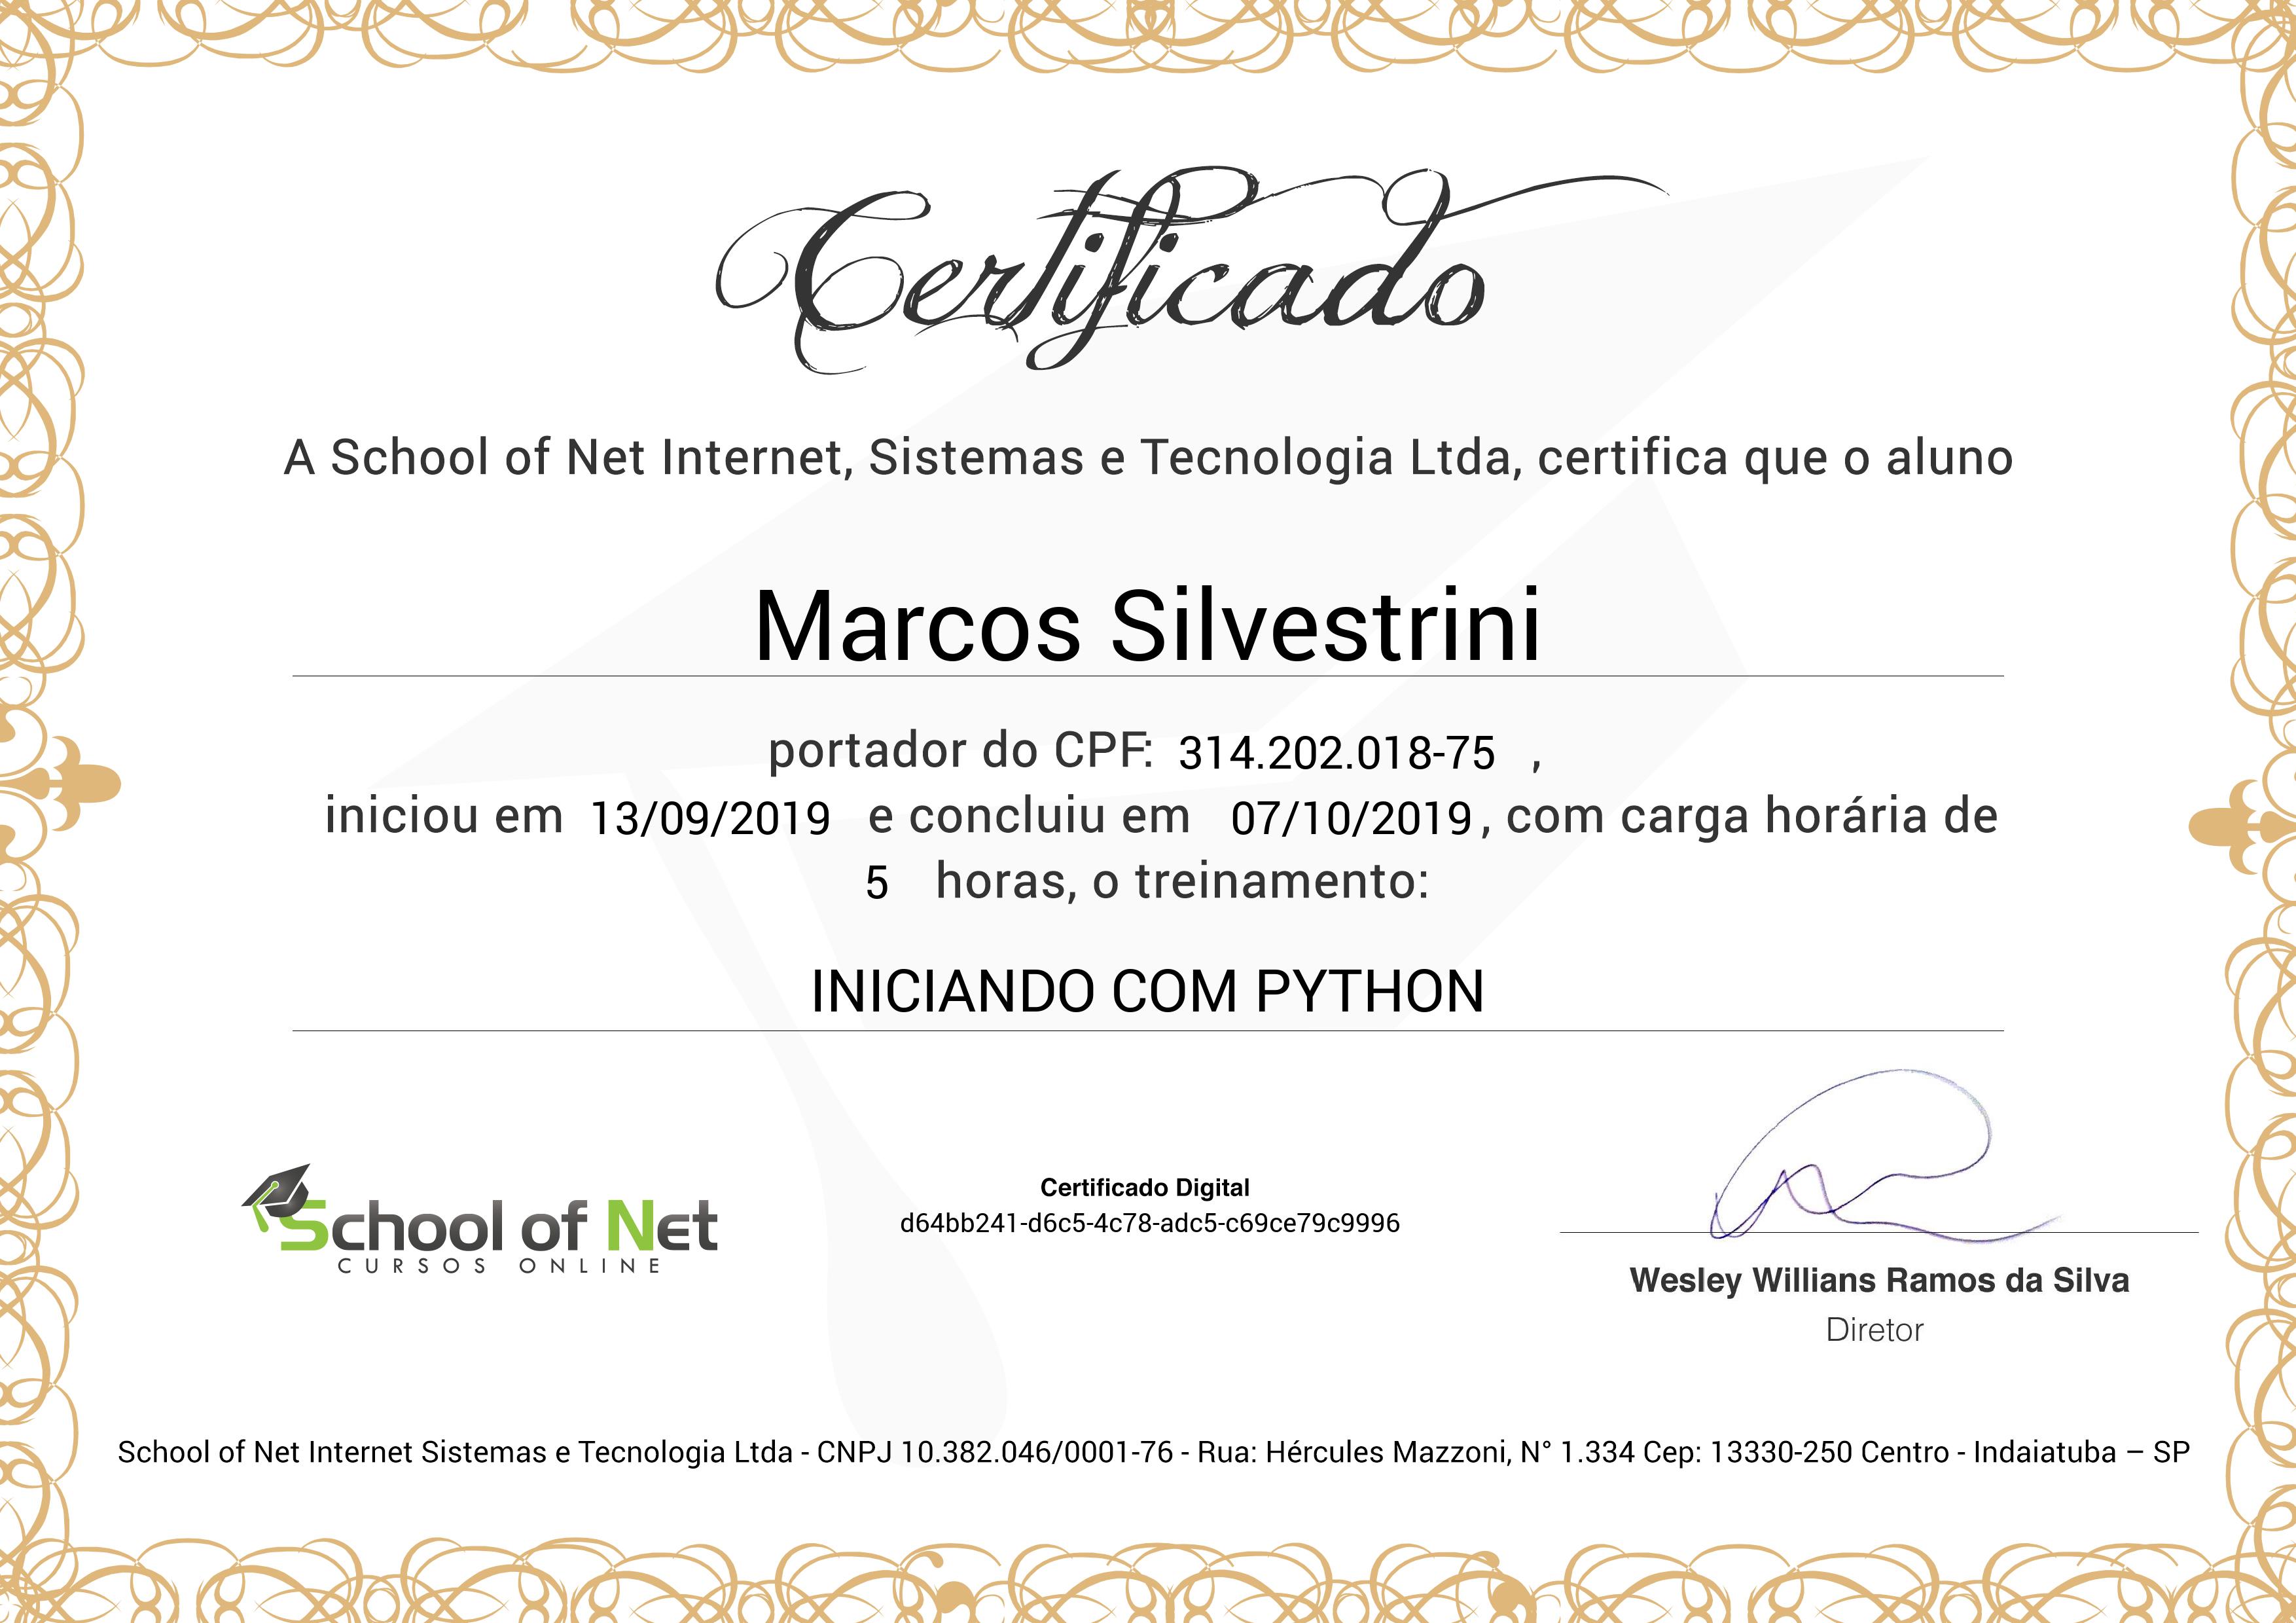 Certificado
A School of Net Internet, Sistemas e Tecnologia Ltda, certifica que o aluno
Marcos Silvestrini
portador do CPF: 314.202.018-75 ,
iniciou em 13/09/2019 e concluiu em 07/10/2019, com carga horária de
5 horas, o treinamento:
INICIANDO COM PYTHON
School of Net
CURSOS ONLINE
Certificado Digital
d64bb241-d6c5-4c78-adc5-c69ce79c9996
Wesley Willians Ramos da Silva
Diretor
School of Net Internet Sistemas e Tecnologia Ltda - CNPJ 10.382.046/0001-76 - Rua: Hércules Mazzoni, N° 1.334 Cep: 13330-250 Centro - Indaiatuba – SP